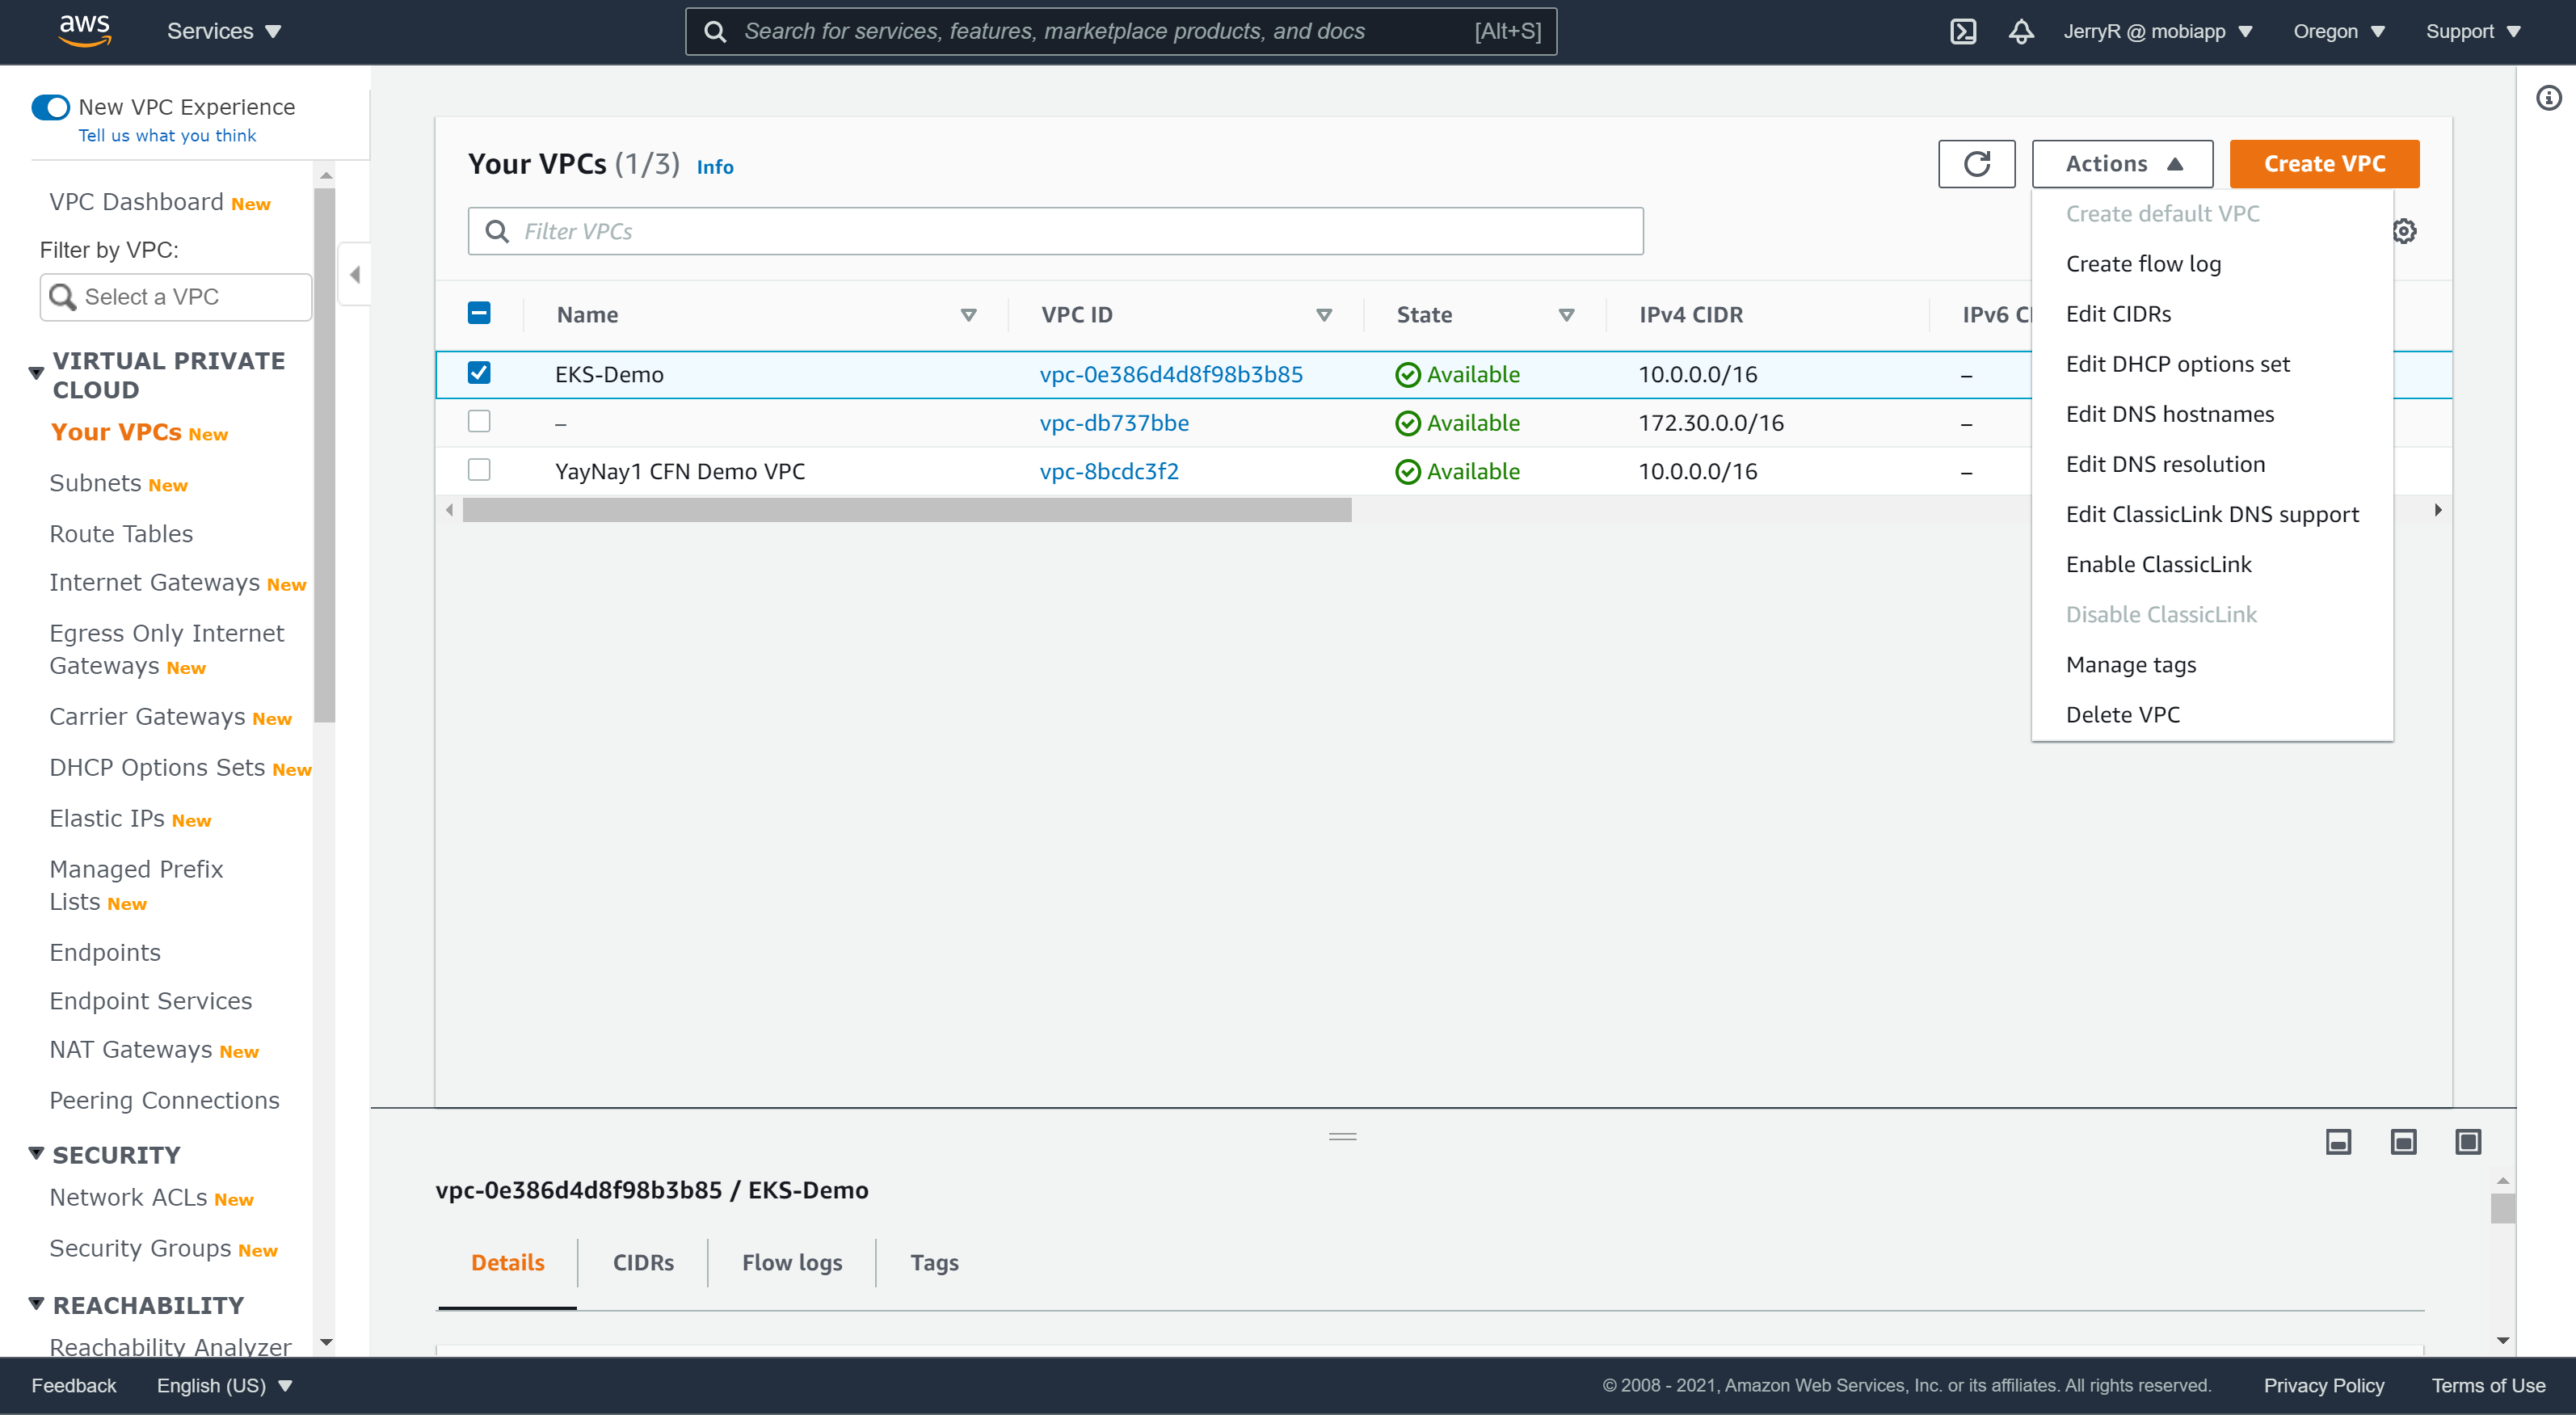 aws
Services
Search for services, features, marketplace products, and docs [Alt+S]
JerryR @ mobiapp
Oregon
Support
New VPC Experience
Tell us what you think
VPC Dashboard New
Filter by VPC:
Select a VPC
VIRTUAL PRIVATE
CLOUD
Your VPCs New
Subnets New
Route Tables
Internet Gateways New
Egress Only Internet
Gateways New
Carrier Gateways New
DHCP Options Sets New
Elastic IPs New
Managed Prefix
Lists New
Endpoints
Endpoint Services
NAT Gateways New
Peering Connections
SECURITY
Network ACLs New
Security Groups New
REACHABILITY
Reachability Analyzer
Your VPCs (1/3) Info
Actions
Create VPC
Filter VPCs
Name VPC ID State IPv4 CIDR IPv6 CI
EKS-Demo vpc-0e386d4d8f98b3b85 Available 10.0.0.0/16 –
– vpc-db737bbe Available 172.30.0.0/16 –
YayNay1 CFN Demo VPC vpc-8bcdc3f2 Available 10.0.0.0/16 –
Create default VPC
Create flow log
Edit CIDRs
Edit DHCP options set
Edit DNS hostnames
Edit DNS resolution
Edit ClassicLink DNS support
Enable ClassicLink
Disable ClassicLink
Manage tags
Delete VPC
vpc-0e386d4d8f98b3b85 / EKS-Demo
Details CIDRs Flow logs Tags
Feedback English (US) © 2008 - 2021, Amazon Web Services, Inc. or its affiliates. All rights reserved. Privacy Policy Terms of Use